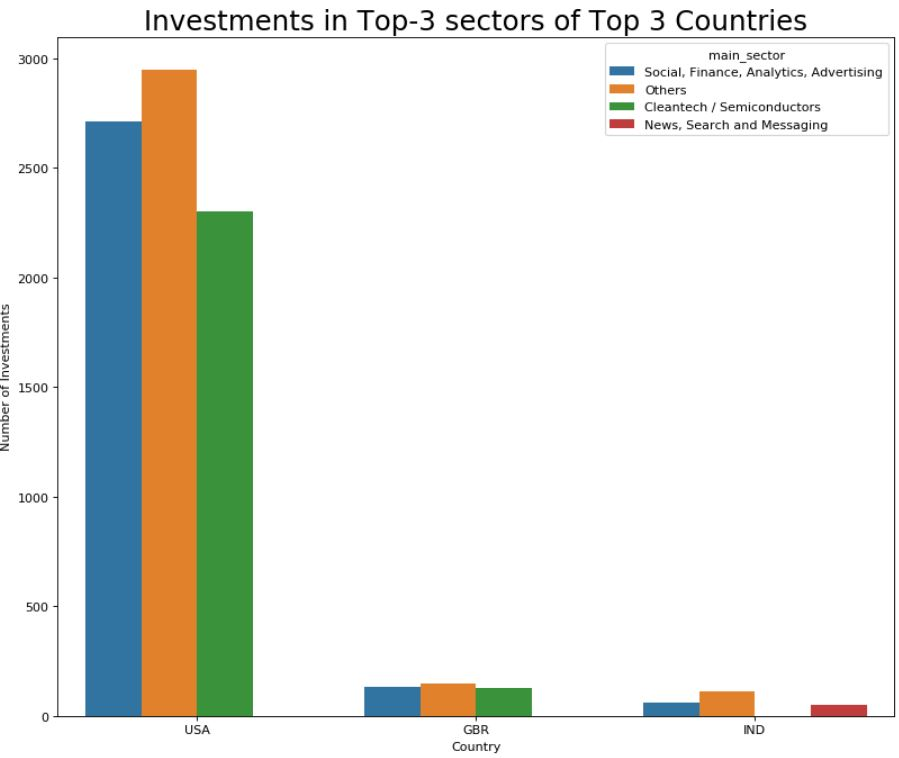 Investments in Top-3 sectors of Top 3 Countries
main_sector
Social, Finance, Analytics, Advertising
Others
Cleantech / Semiconductors
News, Search and Messaging
Number of Investments
3000
2500
2000
1500
1000
500
0
USA
GBR
IND
Country